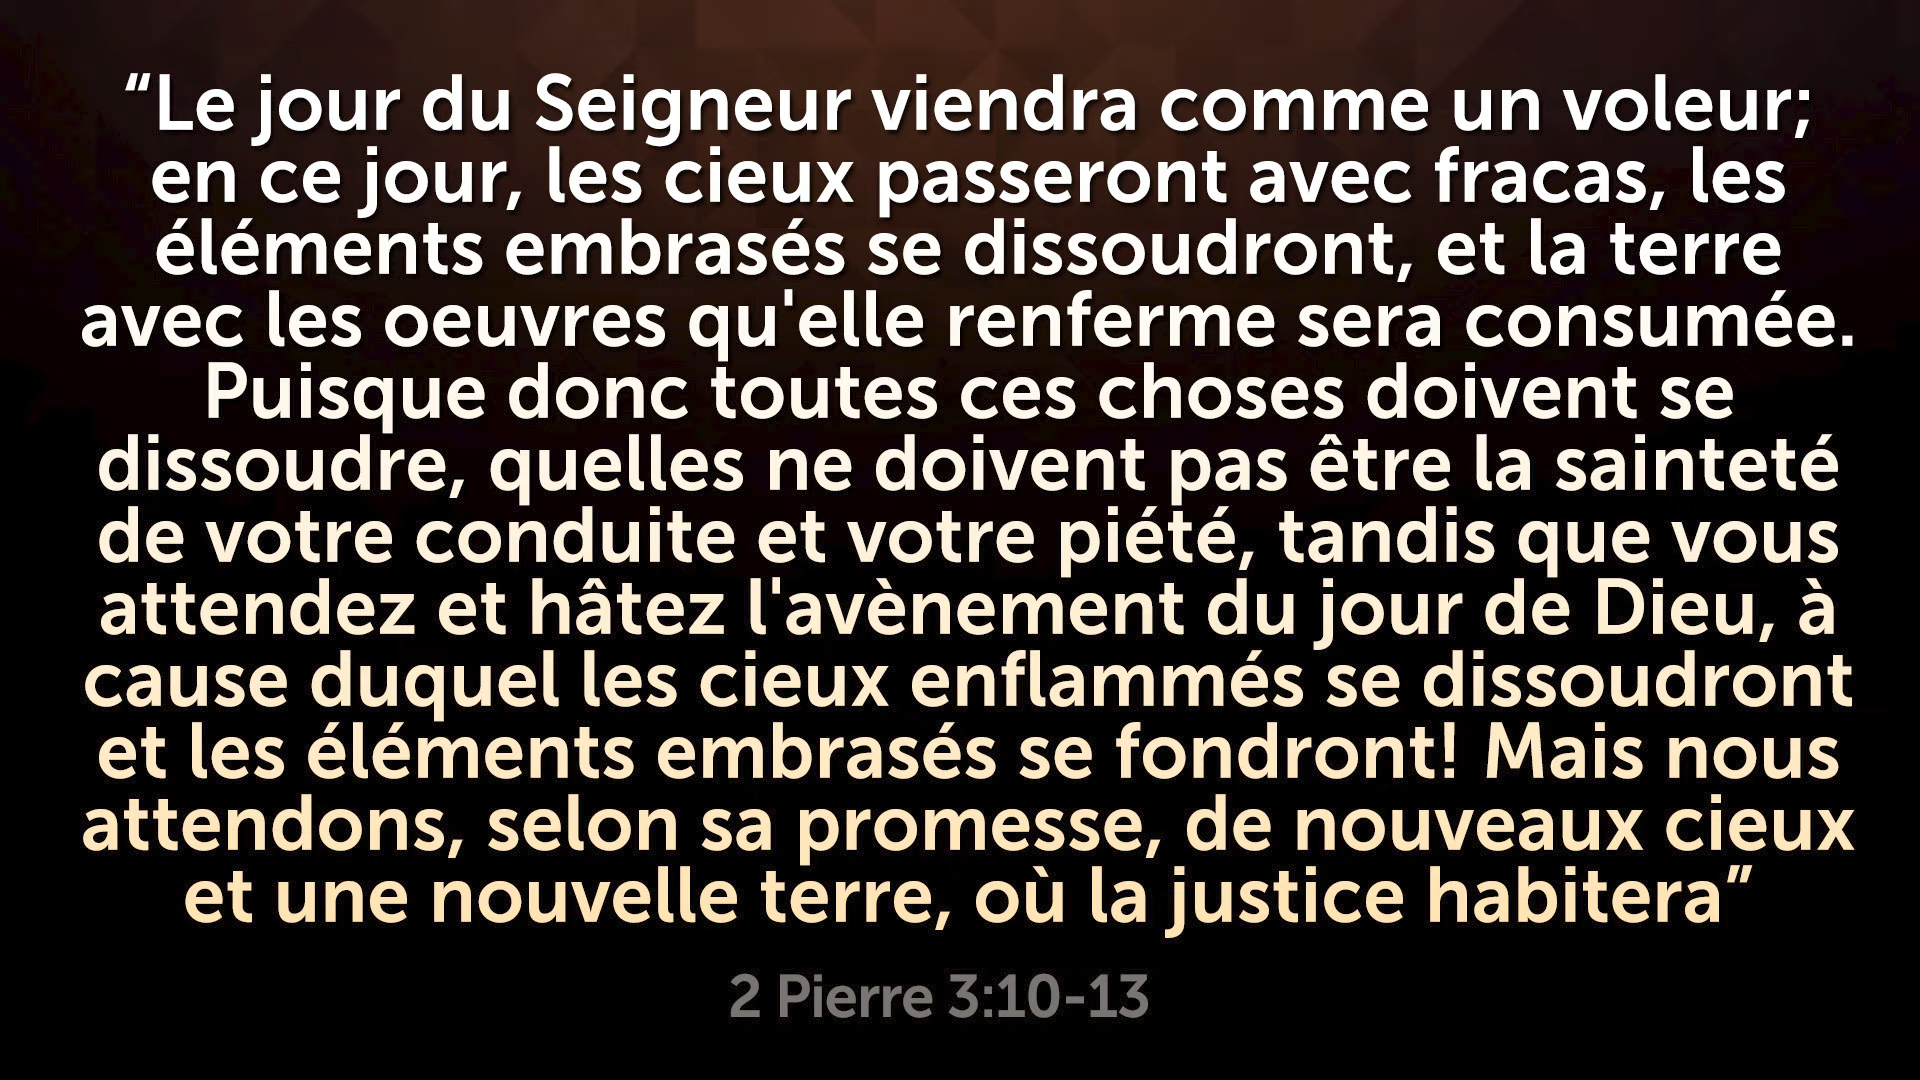 “Le jour du Seigneur viendra comme un voleur;
en ce jour, les cieux passeront avec fracas, les
éléments embrasés se dissoudront, et la terre
avec les oeuvres qu'elle renferme sera consumée.
Puisque donc toutes ces choses doivent se
dissoudre, quelles ne doivent pas être la sainteté
de votre conduite et votre piété, tandis que vous
attendez et hâtez l'avènement du jour de Dieu, à
cause duquel les cieux enflammés se dissoudront
et les éléments embrasés se fondront! Mais nous
attendons, selon sa promesse, de nouveaux cieux
et une nouvelle terre, où la justice habitera”
2 Pierre 3:10-13